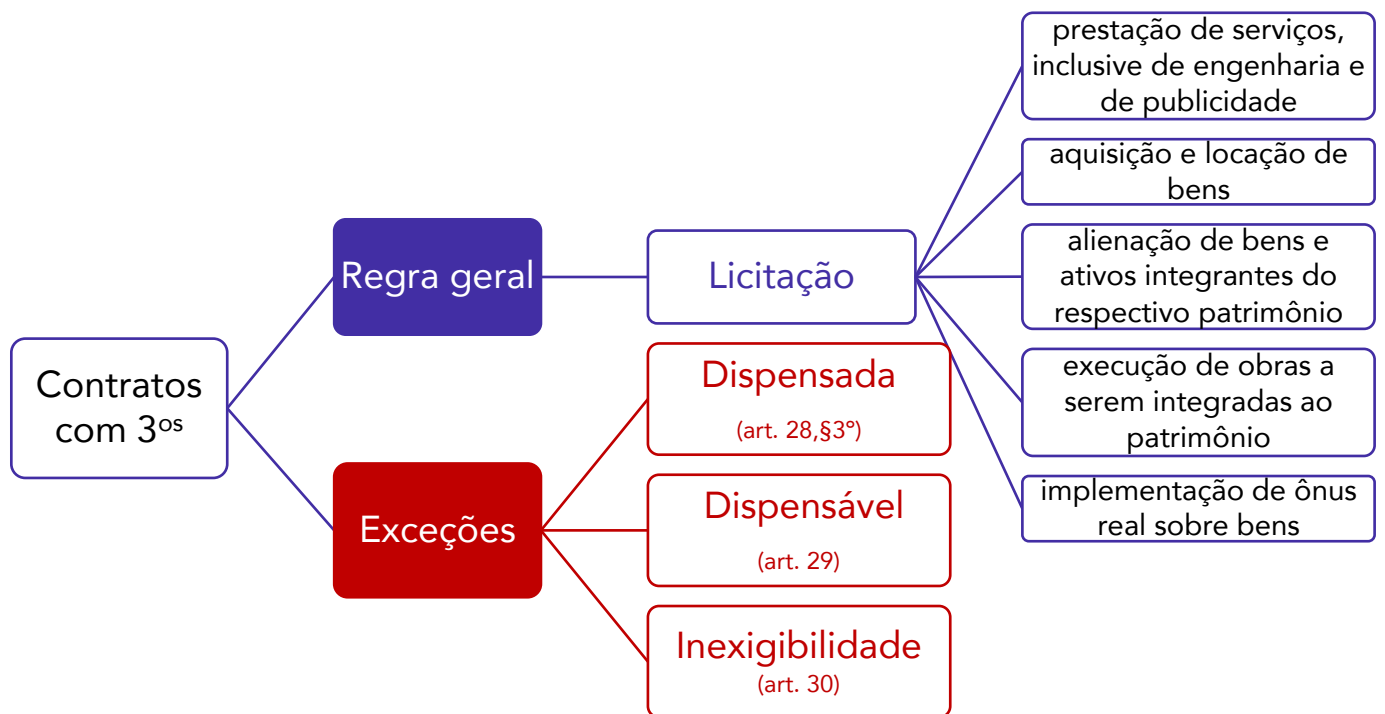 Contratos
com 3os
Regra geral
Licitação
prestação de serviços,
inclusive de engenharia e
de publicidade
aquisição e locação de
bens
alienação de bens e
ativos integrantes do
respectivo patrimônio
execução de obras a
serem integradas ao
patrimônio
implementação de ônus
real sobre bens
Exceções
Dispensada
(art. 28,§3º)
Dispensável
(art. 29)
Inexigibilidade
(art. 30)